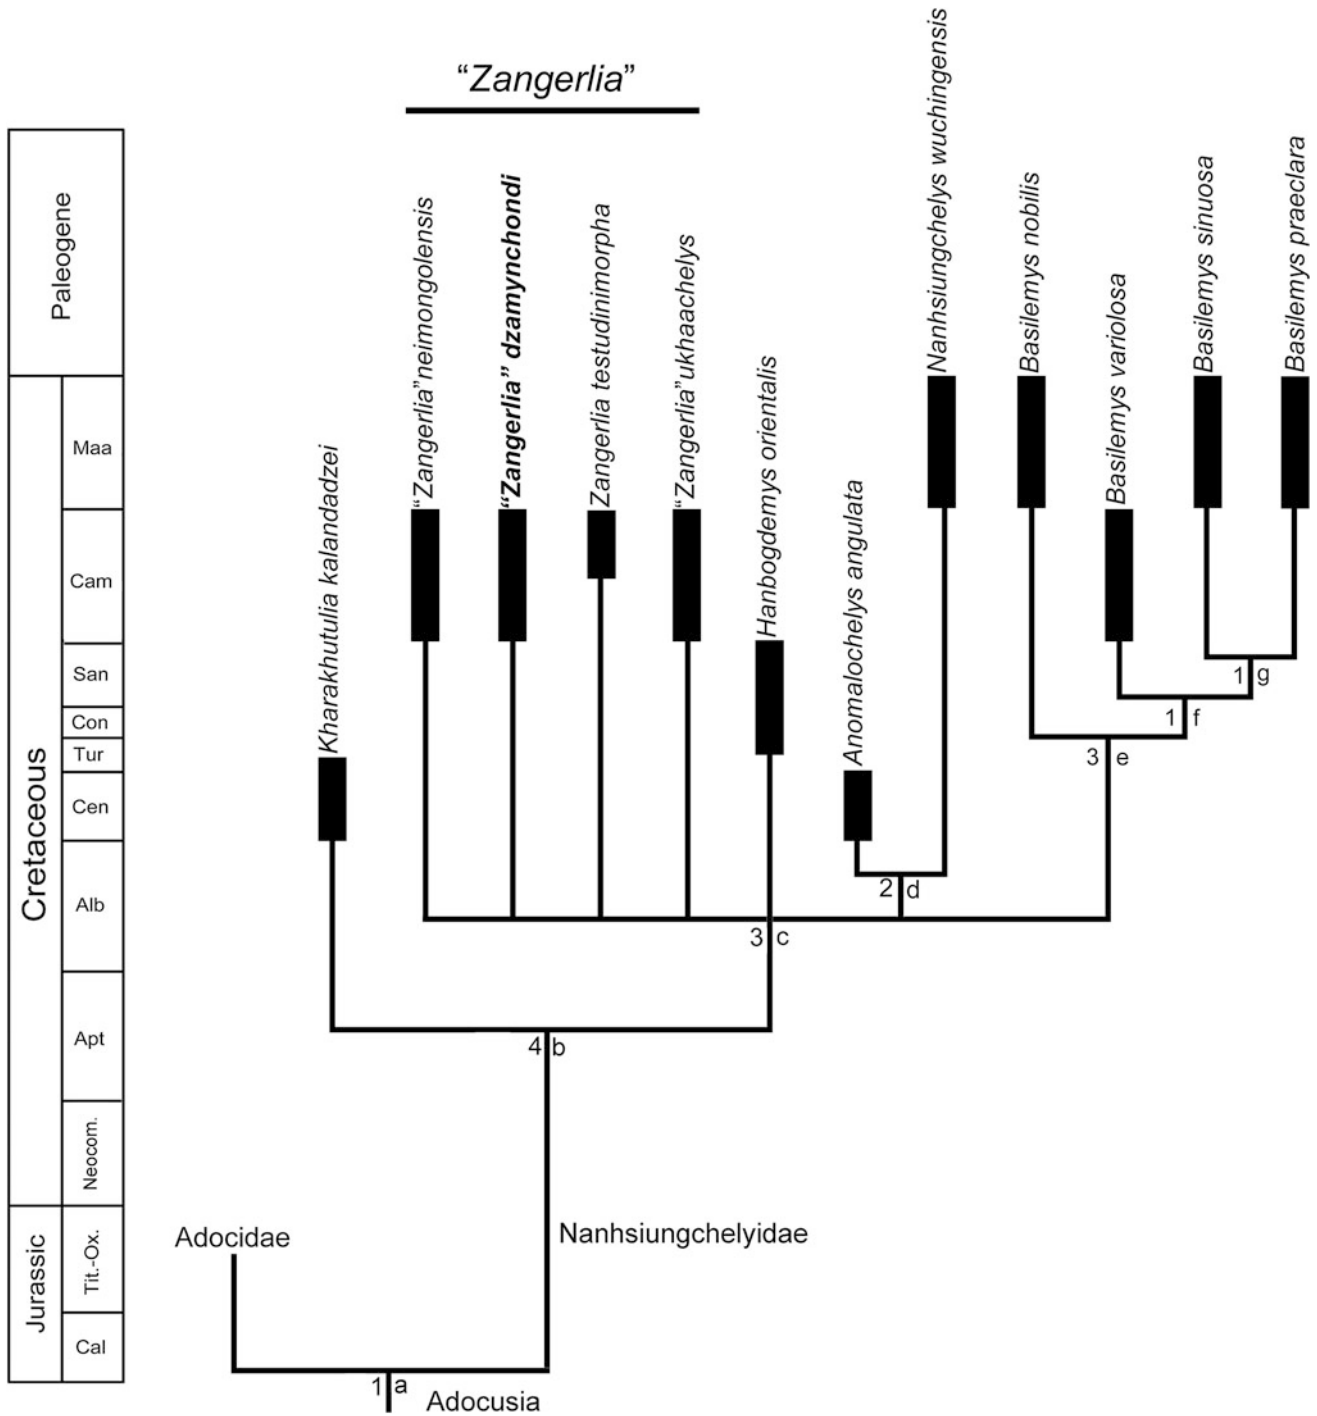 “Zangerlia”
Paleogene
Cretaceous
Jurassic
Maa
Cam
San
Con
Tur
Cen
Alb
Apt
Neocom.
Tit.-Ox.
Cal
Kharakhutulia kalandadzei
“Zangerlia”neimongolensis
“Zangerlia” dzamynchondi
Zangerlia testudinimorpha
“Zangerlia”ukhaachelys
Hanbogdemys orientalis
Anomalochelys angulata
Nanhsiungchelys wuchingensis
Basilemys nobilis
Basilemys variolosa
Basilemys sinuosa
Basilemys praeclara
1 g
1 f
3 e
2 d
3 c
4 b
Adocidae
Nanhsiungchelyidae
1 a
Adocusia